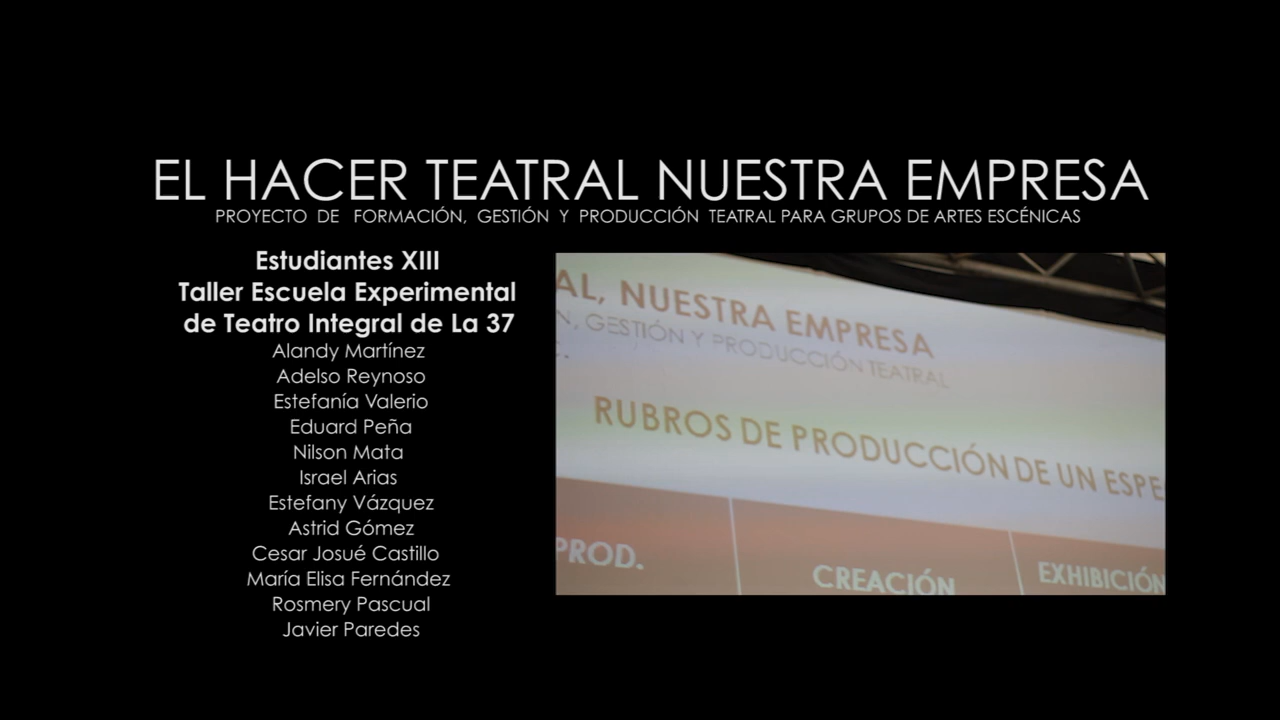 EL HACER TEATRAL NUESTRA EMPRESA
PROYECTO DE FORMACIÓN, GESTIÓN Y PRODUCCIÓN TEATRAL PARA GRUPOS DE ARTES ESCÉNICAS
Estudiantes XIII
Taller Escuela Experimental
de Teatro Integral de La 37
Alandy Martínez
Adelso Reynoso
Estefanía Valerio
Eduard Peña
Nilson Mata
Israel Arias
Estefany Vázquez
Astrid Gómez
Cesar Josué Castillo
María Elisa Fernández
Rosmery Pascual
Javier Paredes
AL, NUESTRA EMPRESA
N, GESTIÓN Y PRODUCCIÓN TEATRAL
RUBROS DE PRODUCCIÓN DE UN ESPE
PROD.
CREACIÓN
EXHIBICIÓN